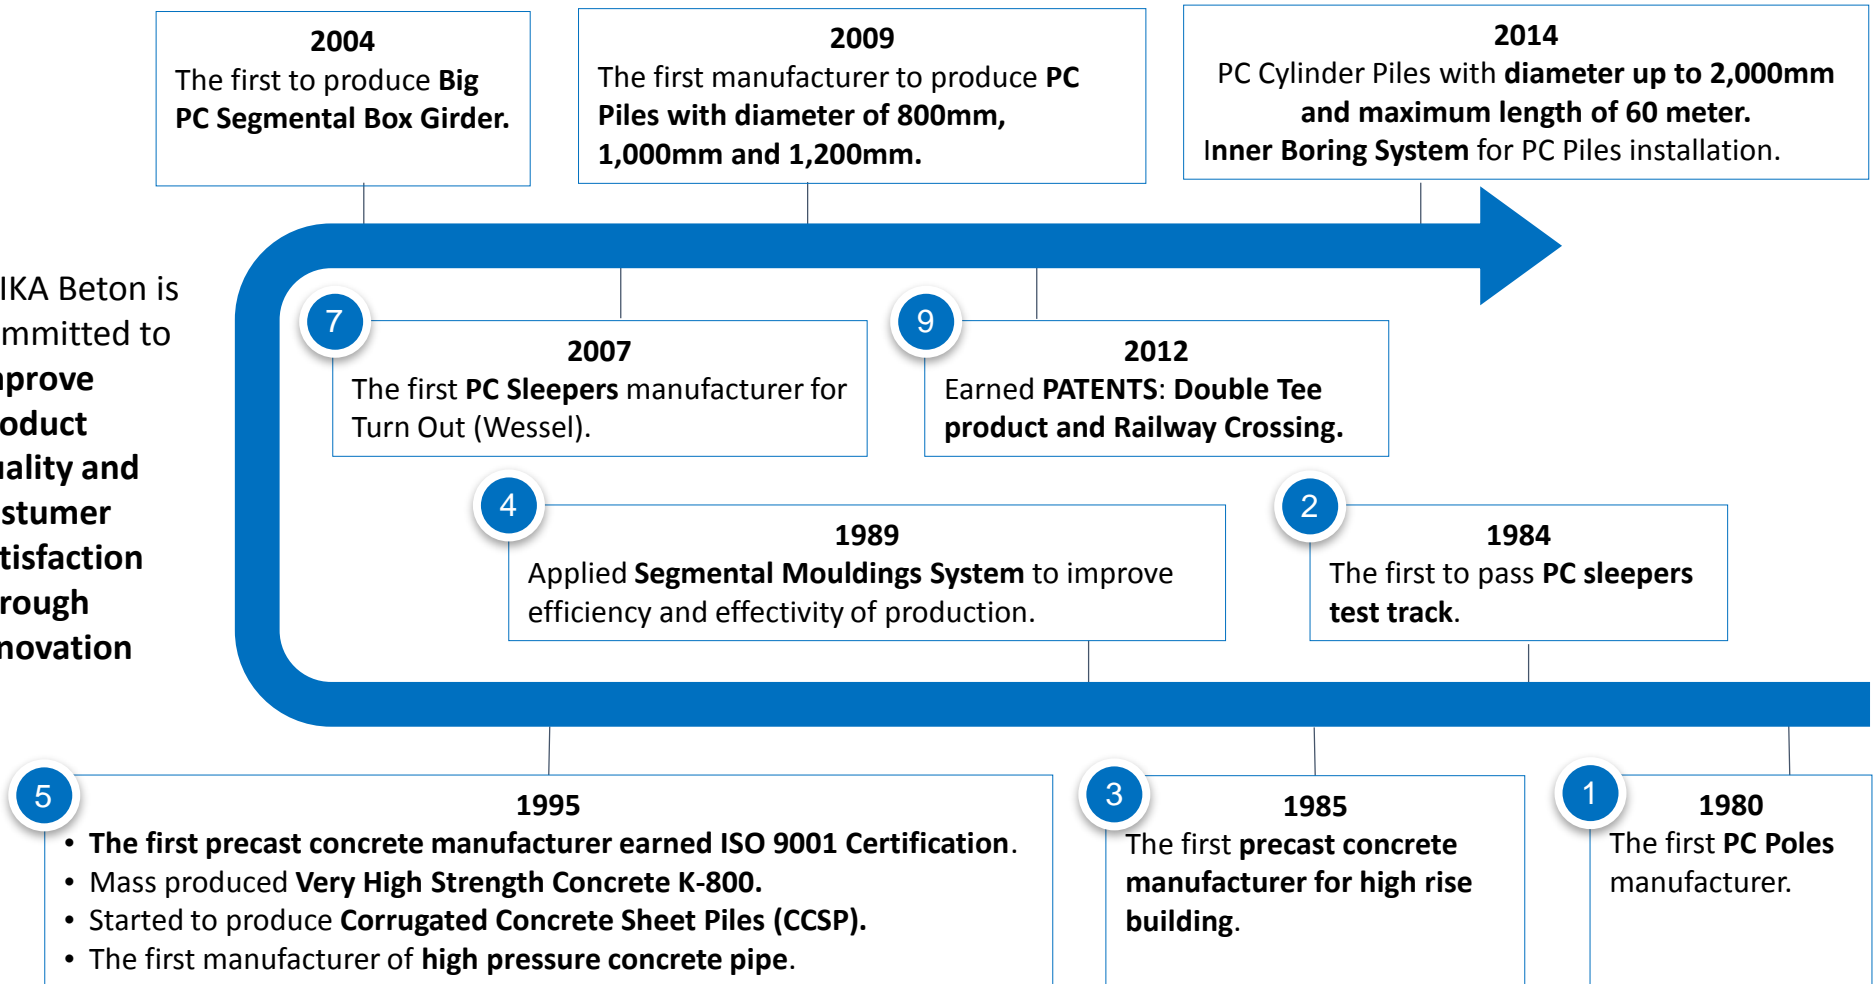 2004
The first to produce Big
PC Segmental Box Girder.
2009
The first manufacturer to produce PC
Piles with diameter of 800mm,
1,000mm and 1,200mm.
2014
PC Cylinder Piles with diameter up to 2,000mm
and maximum length of 60 meter.
Inner Boring System for PC Piles installation.
IKA Beton is
mmitted to
prove
oduct
ality and
stumer
tisfaction
rough
novation
7
2007
The first PC Sleepers manufacturer for
Turn Out (Wessel).
9
2012
Earned PATENTS: Double Tee
product and Railway Crossing.
4
1989
Applied Segmental Mouldings System to improve
efficiency and effectivity of production.
2
1984
The first to pass PC sleepers
test track.
5
1995
• The first precast concrete manufacturer earned ISO 9001 Certification.
• Mass produced Very High Strength Concrete K-800.
• Started to produce Corrugated Concrete Sheet Piles (CCSP).
• The first manufacturer of high pressure concrete pipe.
3
1985
The first precast concrete
manufacturer for high rise
building.
1
1980
The first PC Poles
manufacturer.